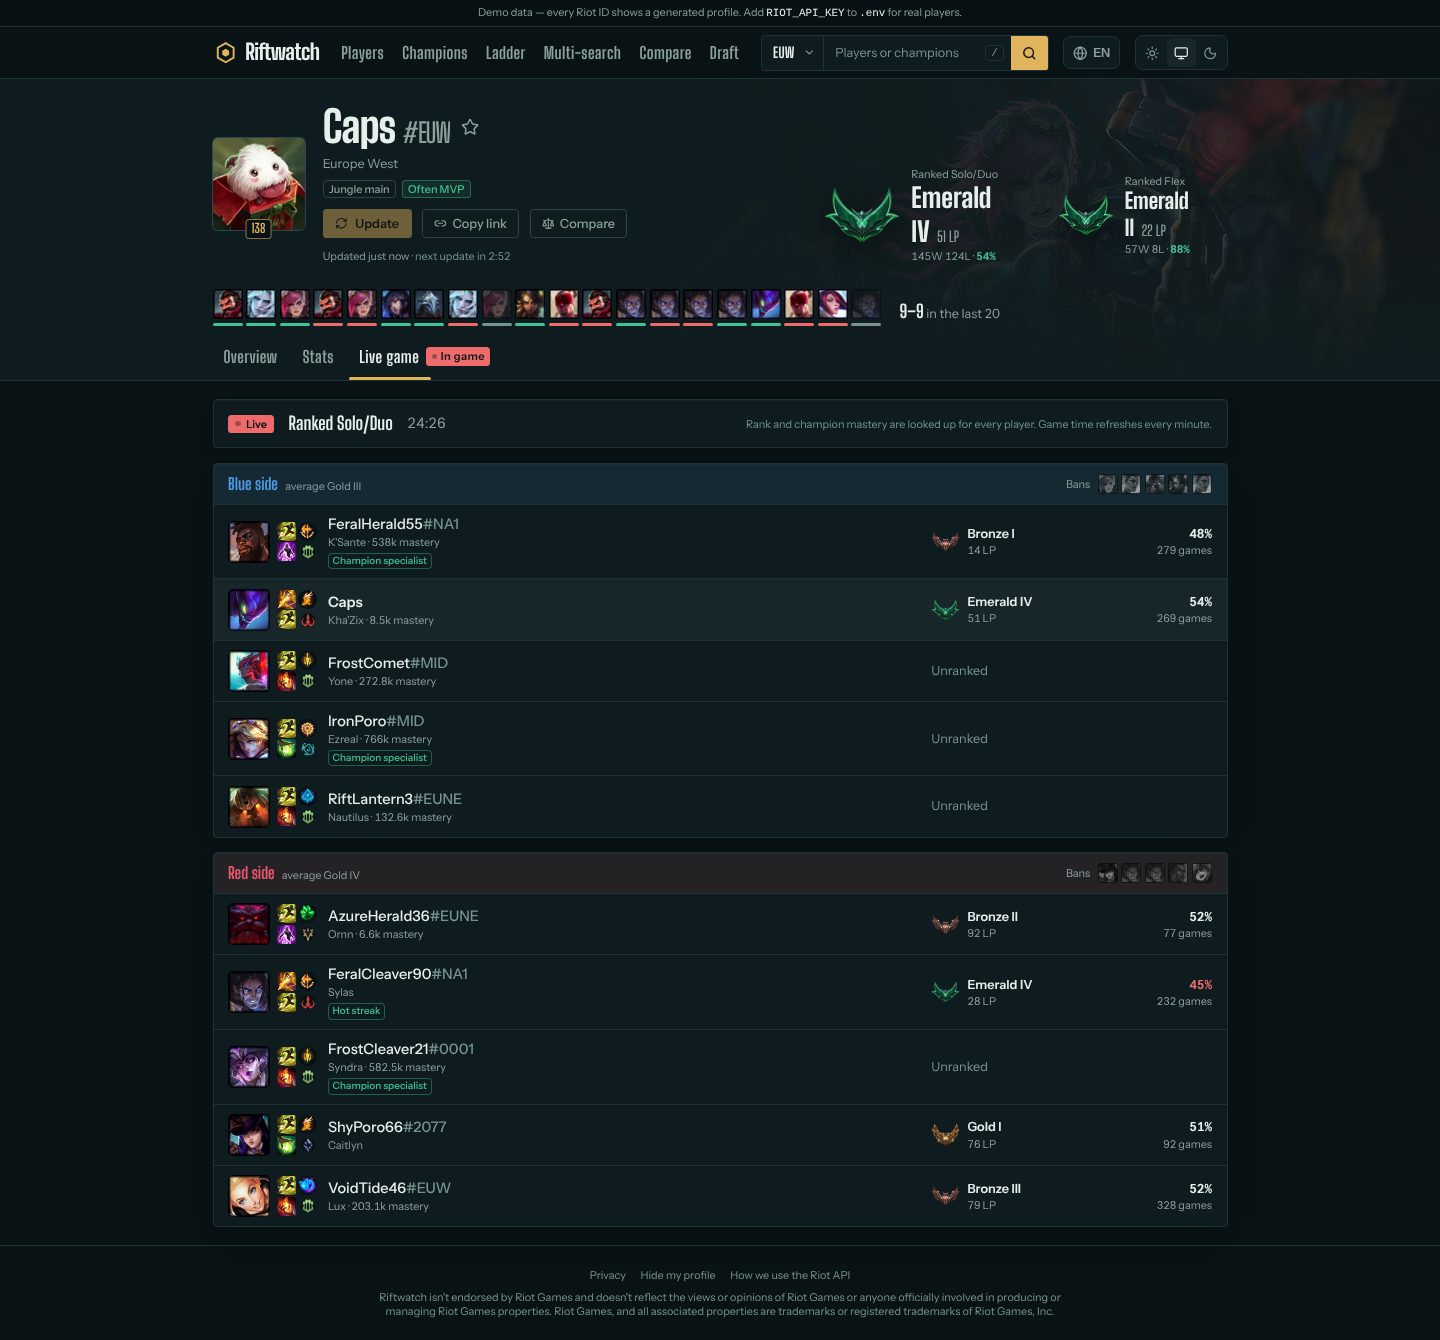 Demo data — every Riot ID shows a generated profile. Add RIOT_API_KEY to .env for real players.
Riftwatch Players Champions Ladder Multi-search Compare Draft EUW Players or champions / EN
Caps #EUW
Europe West
Jungle main Often MVP
Update Copy link Compare
Updated just now · next update in 2:52
138
Ranked Solo/Duo
Emerald
IV 51 LP
145W 124L · 54%
Ranked Flex
Emerald
II 22 LP
57W 8L · 88%
9–9 in the last 20
Overview Stats Live game In game
Live Ranked Solo/Duo 24:26 Rank and champion mastery are looked up for every player. Game time refreshes every minute.
Blue side average Gold III Bans
FeralHerald55#NA1
K'Sante · 538k mastery
Champion specialist
Bronze I
14 LP
48%
279 games
Caps
Kha'Zix · 8.5k mastery
Emerald IV
51 LP
54%
269 games
FrostComet#MID
Yone · 272.8k mastery
Unranked
IronPoro#MID
Ezreal · 766k mastery
Champion specialist
Unranked
RiftLantern3#EUNE
Nautilus · 132.6k mastery
Unranked
Red side average Gold IV Bans
AzureHerald36#EUNE
Ornn · 6.6k mastery
Bronze II
92 LP
52%
77 games
FeralCleaver90#NA1
Sylas
Hot streak
Emerald IV
28 LP
45%
232 games
FrostCleaver21#0001
Syndra · 582.5k mastery
Champion specialist
Unranked
ShyPoro66#2077
Caitlyn
Gold I
76 LP
51%
92 games
VoidTide46#EUW
Lux · 203.1k mastery
Bronze III
79 LP
52%
328 games
Privacy Hide my profile How we use the Riot API
Riftwatch isn't endorsed by Riot Games and doesn't reflect the views or opinions of Riot Games or anyone officially involved in producing or
managing Riot Games properties. Riot Games, and all associated properties are trademarks or registered trademarks of Riot Games, Inc.